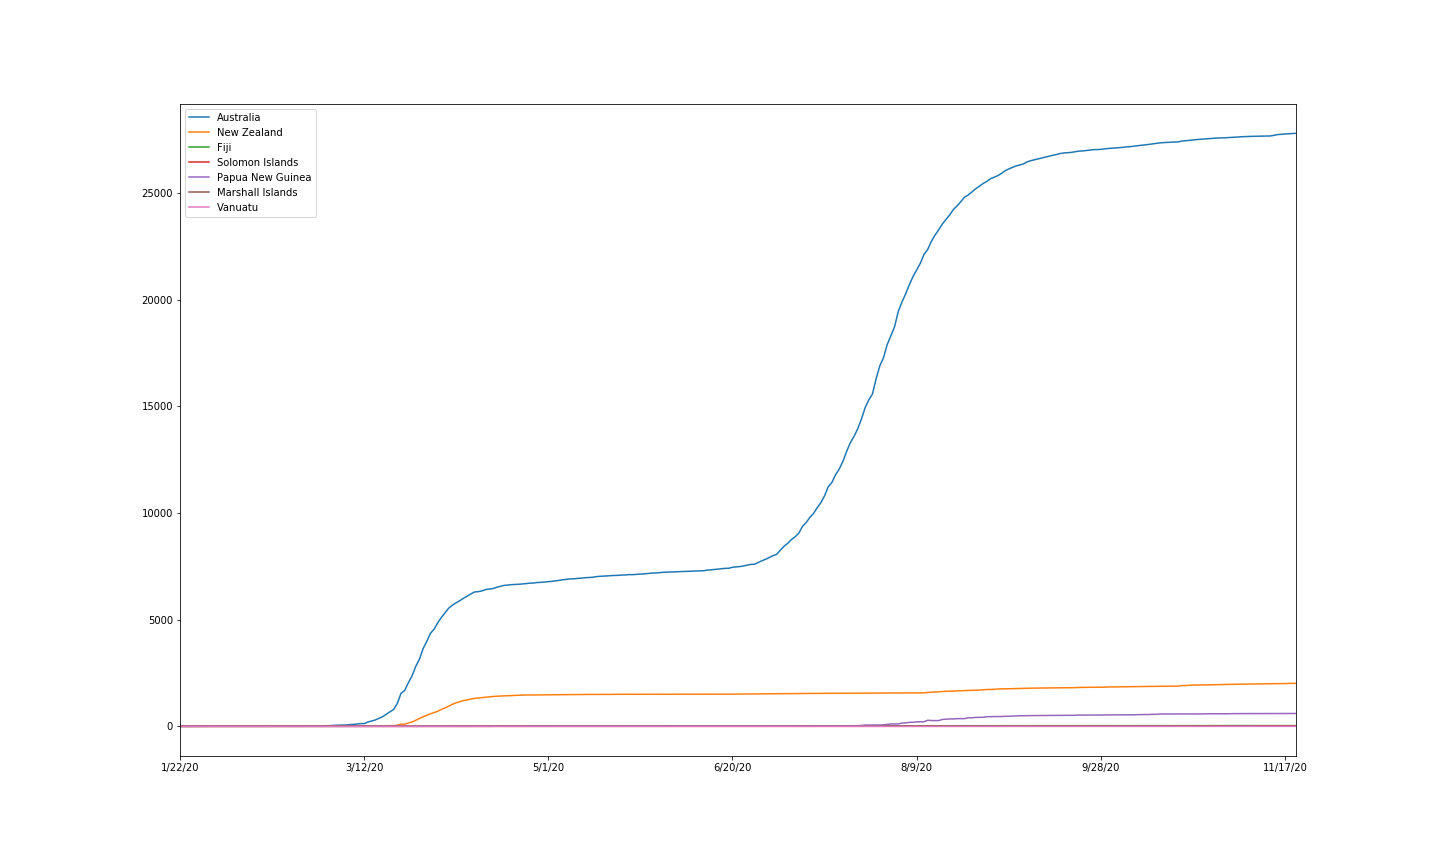 Australia
New Zealand
Fiji
Solomon Islands
Papua New Guinea
Marshall Islands
Vanuatu
25000
20000
15000
10000
5000
0
1/22/20 3/12/20 5/1/20 6/20/20 8/9/20 9/28/20 11/17/20